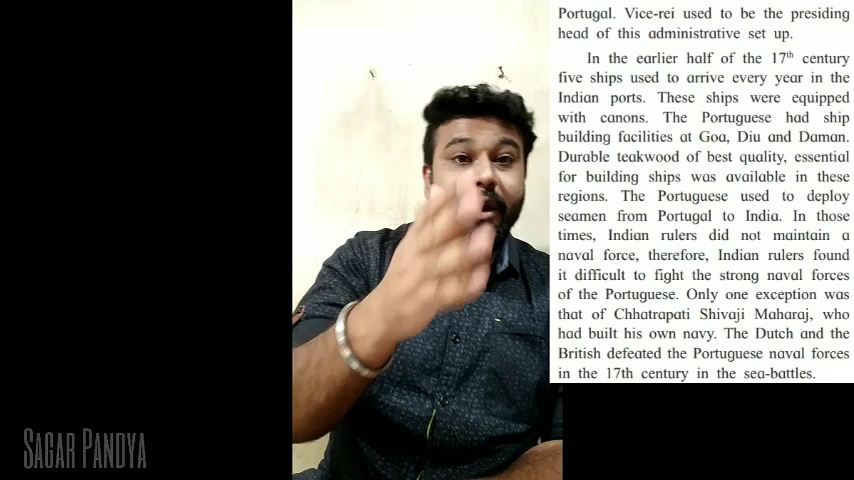 Portugal. Vice-rei used to be the presiding
head of this administrative set up.
In the earlier half of the 17th century
five ships used to arrive every year in the
Indian ports. These ships were equipped
with canons. The Portuguese had ship
building facilities at Goa, Diu and Daman.
Durable teakwood of best quality, essential
for building ships was available in these
regions. The Portuguese used to deploy
seamen from Portugal to India. In those
times, Indian rulers did not maintain a
naval force, therefore, Indian rulers found
it difficult to fight the strong naval forces
of the Portuguese. Only one exception was
that of Chhatrapati Shivaji Maharaj, who
had built his own navy. The Dutch and the
British defeated the Portuguese naval forces
in the 17th century in the sea-battles.
Sagar Pandya